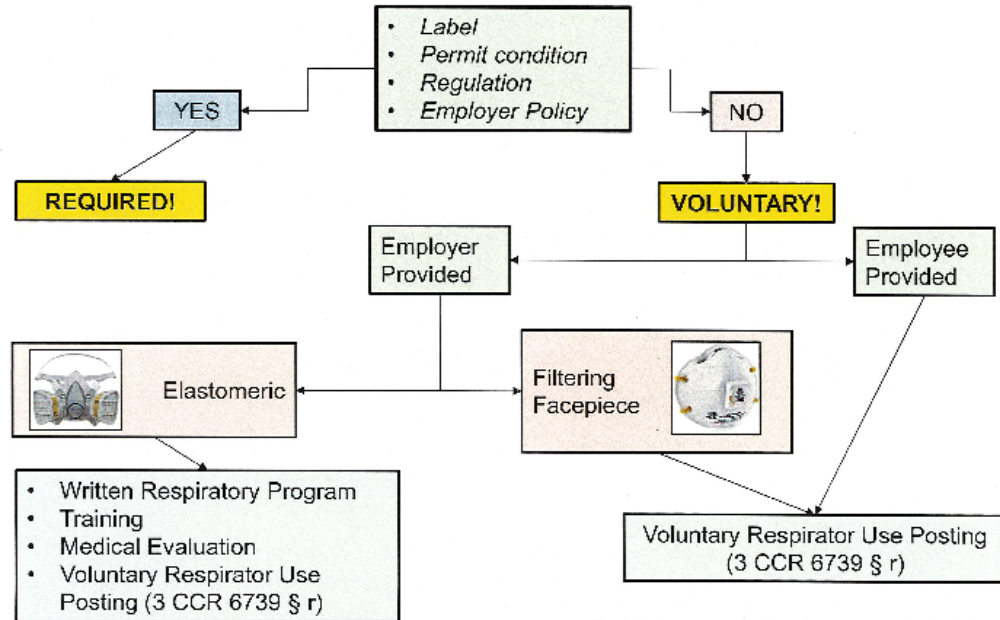 • Label
• Permit condition
• Regulation
• Employer Policy
YES
NO
REQUIRED!
VOLUNTARY!
Employer
Provided
Employee
Provided
Elastomeric
Filtering
Facepiece
• Written Respiratory Program
• Training
• Medical Evaluation
• Voluntary Respirator Use
Posting (3 CCR 6739 § r)
Voluntary Respirator Use Posting
(3 CCR 6739 § r)